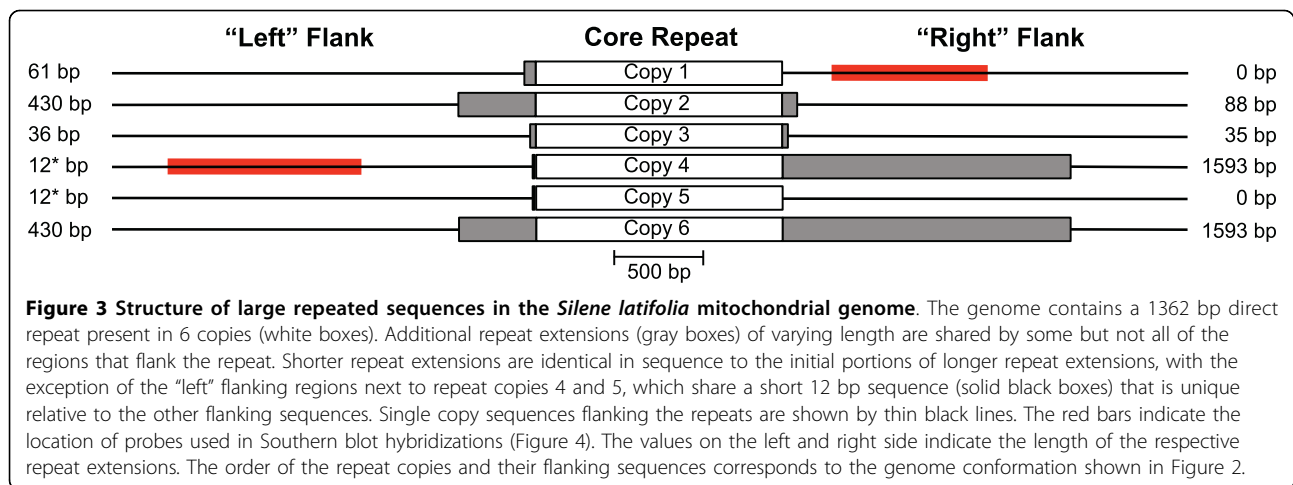 “Left” Flank Core Repeat “Right” Flank
61 bp Copy 1 0 bp
430 bp Copy 2 88 bp
36 bp Copy 3 35 bp
12* bp Copy 4 1593 bp
12* bp Copy 5 0 bp
430 bp Copy 6 1593 bp
500 bp
Figure 3 Structure of large repeated sequences in the Silene latifolia mitochondrial genome. The genome contains a 1362 bp direct
repeat present in 6 copies (white boxes). Additional repeat extensions (gray boxes) of varying length are shared by some but not all of the
regions that flank the repeat. Shorter repeat extensions are identical in sequence to the initial portions of longer repeat extensions, with the
exception of the “left” flanking regions next to repeat copies 4 and 5, which share a short 12 bp sequence (solid black boxes) that is unique
relative to the other flanking sequences. Single copy sequences flanking the repeats are shown by thin black lines. The red bars indicate the
location of probes used in Southern blot hybridizations (Figure 4). The values on the left and right side indicate the length of the respective
repeat extensions. The order of the repeat copies and their flanking sequences corresponds to the genome conformation shown in Figure 2.